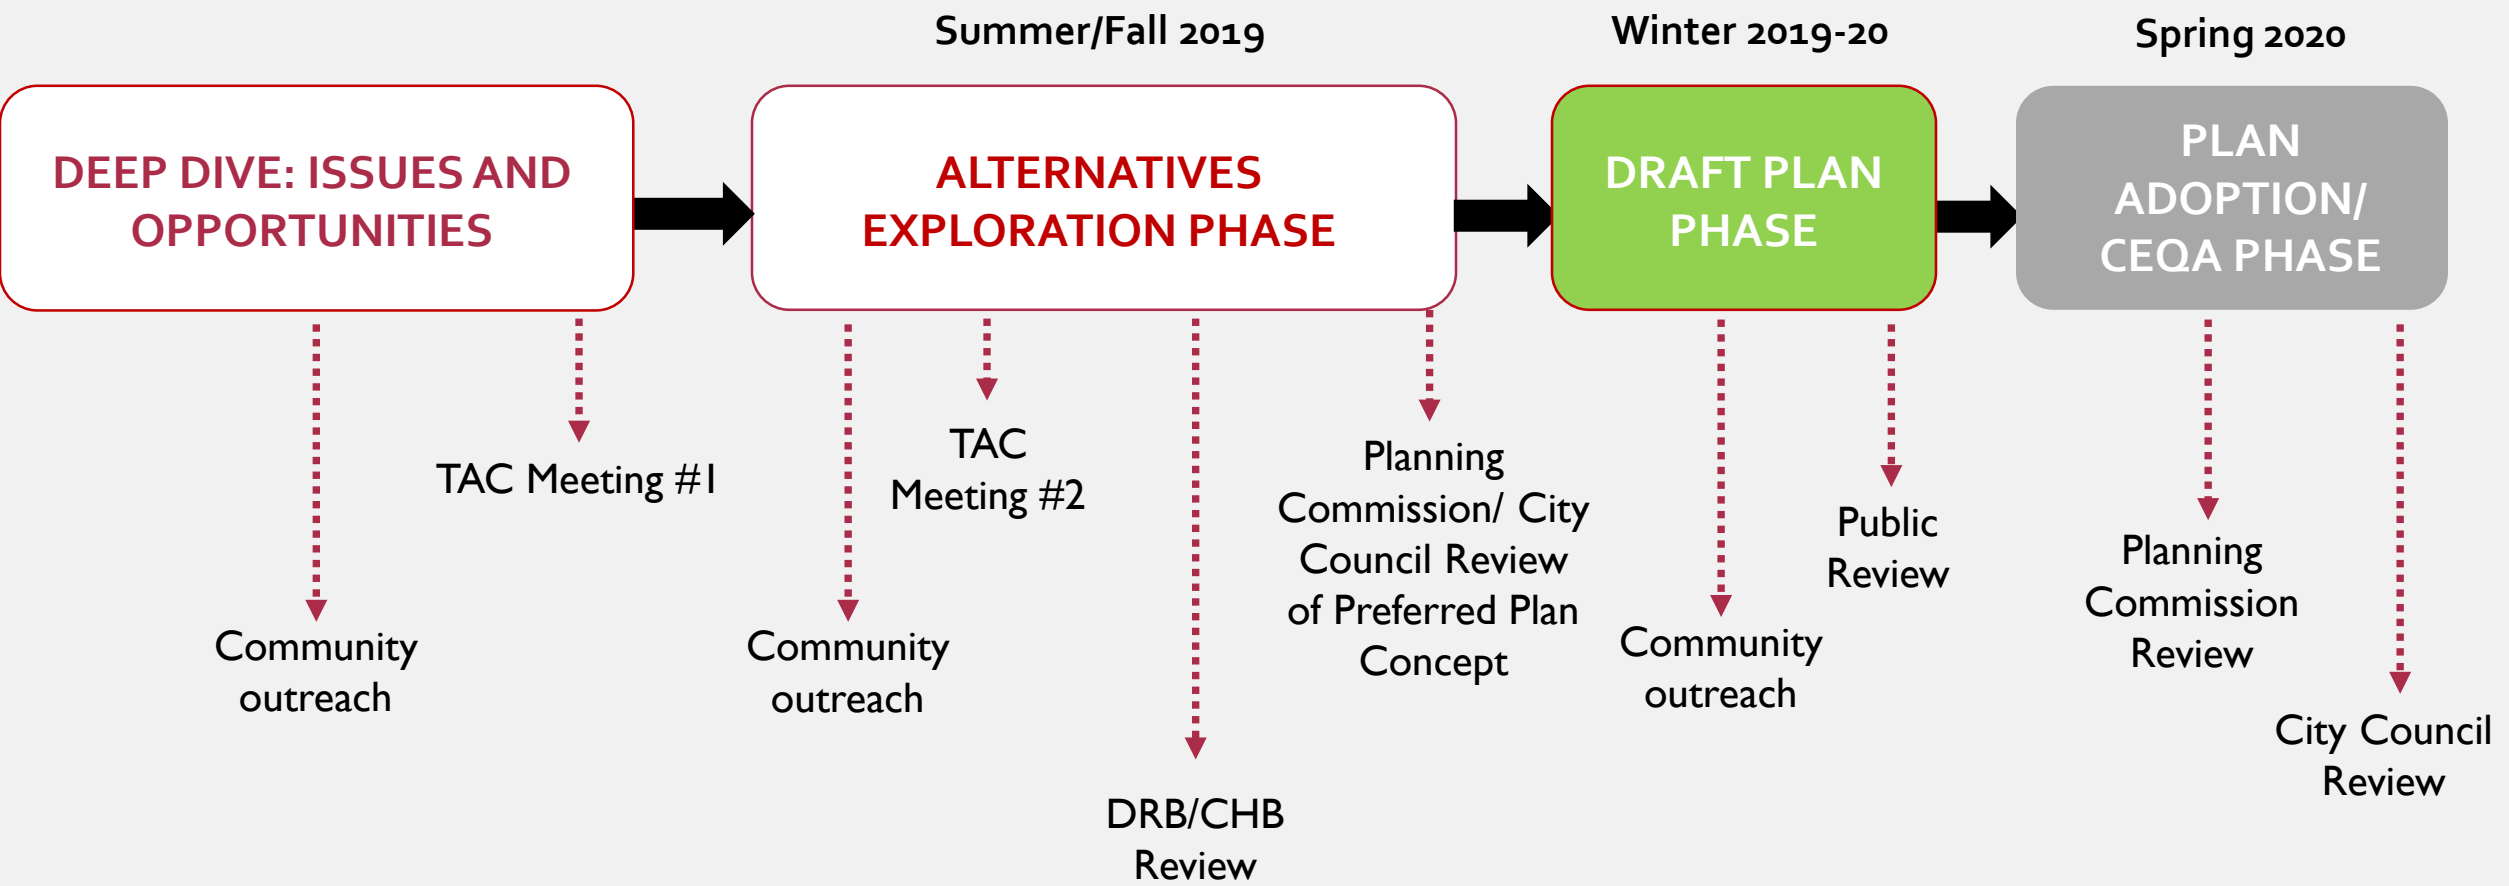 Summer/Fall 2019
Winter 2019-20
Spring 2020
DEEP DIVE: ISSUES AND
OPPORTUNITIES
ALTERNATIVES
EXPLORATION PHASE
DRAFT PLAN
PHASE
PLAN
ADOPTION/
CEQA PHASE
Community
outreach
TAC Meeting #1
Community
outreach
TAC
Meeting #2
DRB/CHB
Review
Planning
Commission/ City
Council Review
of Preferred Plan
Concept
Community
outreach
Public
Review
Planning
Commission
Review
City Council
Review